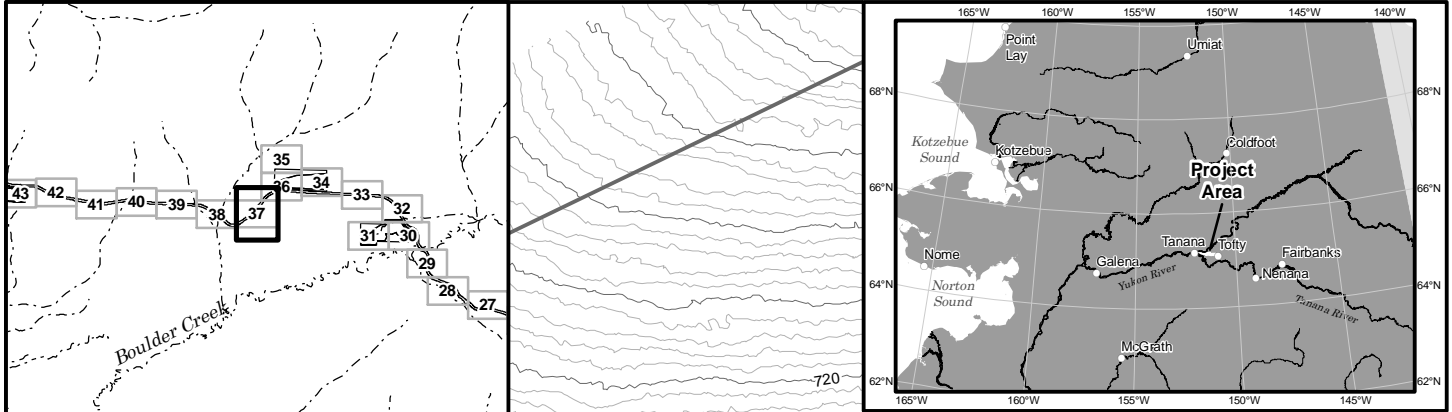 35
36
34
43
42
41
40
39
38
37
33
32
31
30
29
28
27
Boulder Creek
720
165°W
160°W
155°W
150°W
145°W
140°W
Point
Lay
Umiat
68°N
68°N
Kotzebue
Sound
Kotzebue
Coldfoot
Project
Area
66°N
66°N
Nome
Tanana
Tofty
Galena
Fairbanks
Yukon River
Nenana
Norton
Sound
64°N
64°N
Tanana River
McGrath
62°N
62°N
165°W
160°W
155°W
150°W
145°W